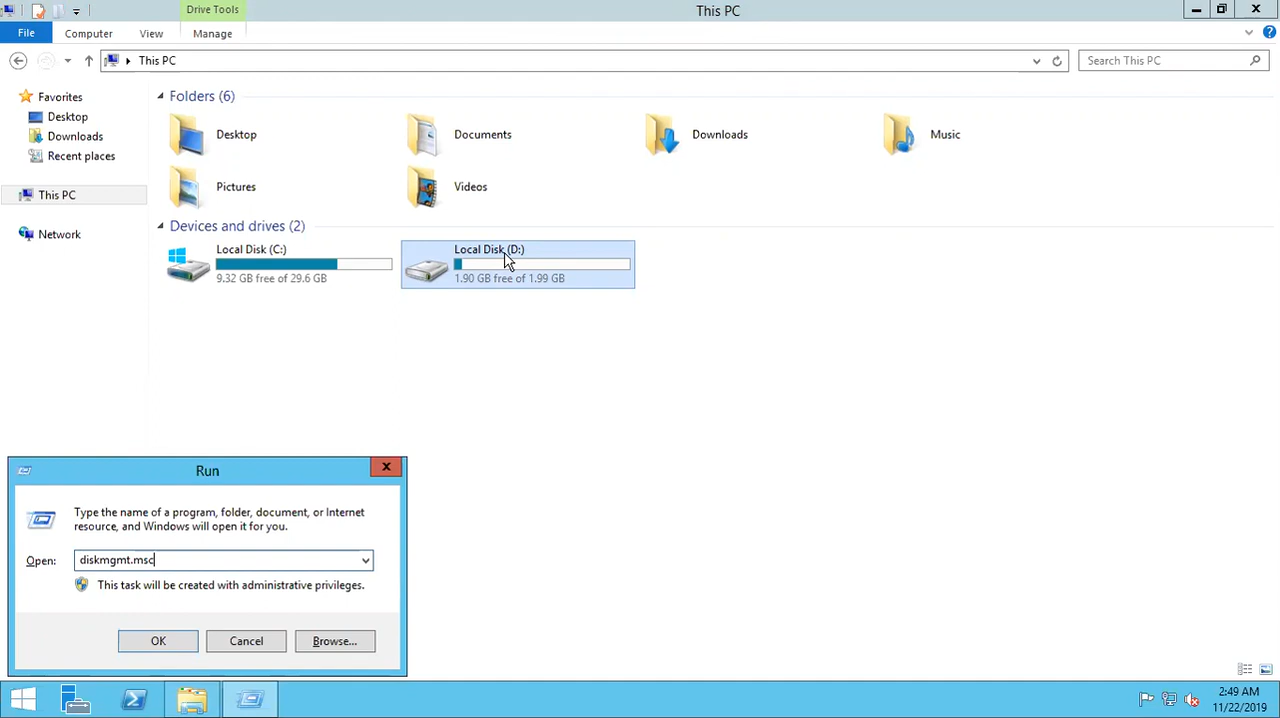 Drive Tools
This PC
File
Computer
View
Manage
This PC
Search This PC
Favorites
Desktop
Downloads
Recent places
This PC
Network
Folders (6)
Desktop
Documents
Downloads
Music
Pictures
Videos
Devices and drives (2)
Local Disk (C:)
9.32 GB free of 29.6 GB
Local Disk (D:)
1.90 GB free of 1.99 GB
Run
Type the name of a program, folder, document, or Internet
resource, and Windows will open it for you.
Open:
diskmgmt.msc
This task will be created with administrative privileges.
OK
Cancel
Browse...
2:49 AM
11/22/2019